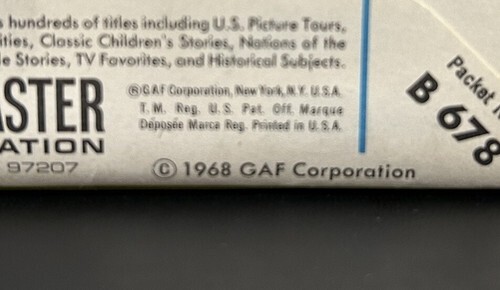 s hundreds of titles including U.S. Picture Tours,
ities, Classic Children's Stories, Nations of the
le Stories, TV Favorites, and Historical Subjects.
ASTER
ATION
97207
®GAF Corporation, New York, N.Y. U.S.A.
T.M. Reg. U.S. Pat. Off. Marque
Déposée Marca Reg. Printed in U.S.A.
© 1968 GAF Corporation
Packet
B 678